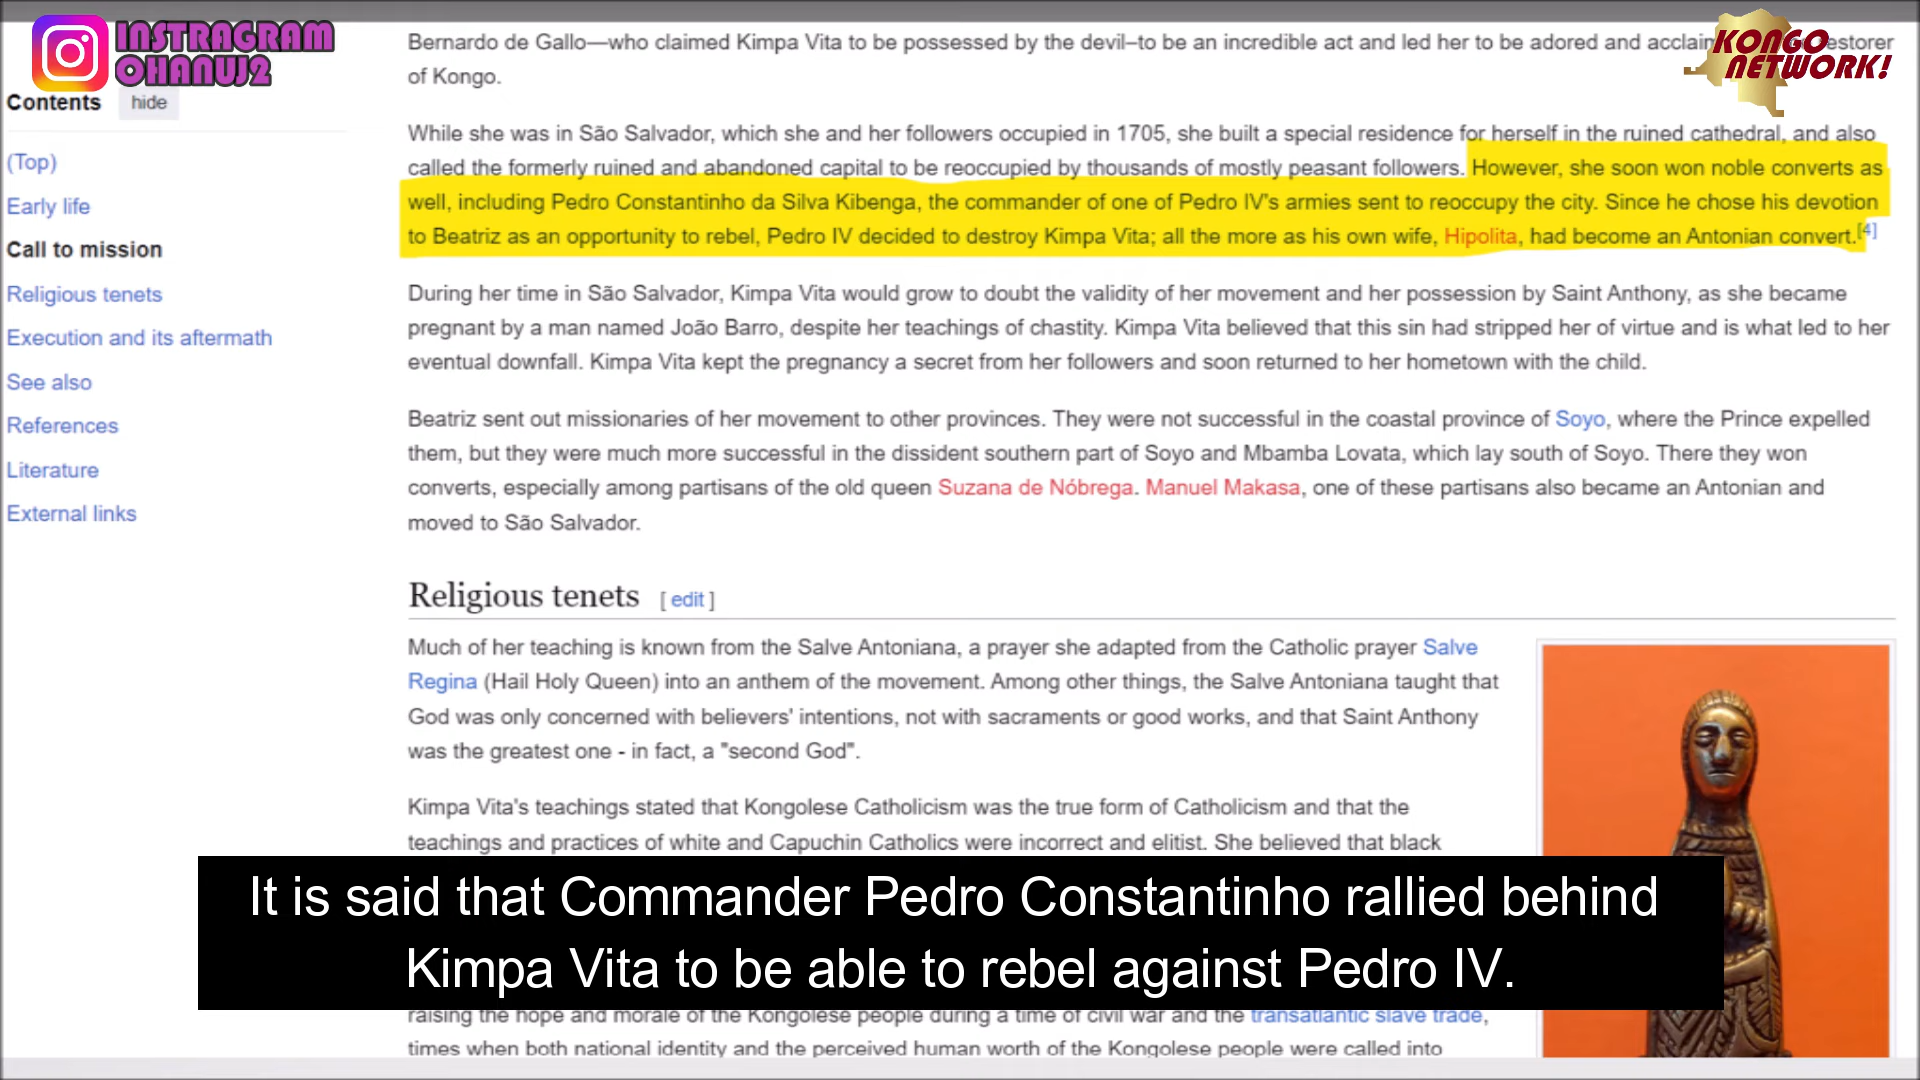 INSTRAGRAM
OHANUJ2
KONGO
NETWORK!
Contents hide
(Top)
Early life
Call to mission
Religious tenets
Execution and its aftermath
See also
References
Literature
External links
Bernardo de Gallo—who claimed Kimpa Vita to be possessed by the devil–to be an incredible act and led her to be adored and
of Kongo.
While she was in São Salvador, which she and her followers occupied in 1705, she built a special residence for herself in the ruined cathedral, and also
called the formerly ruined and abandoned capital to be reoccupied by thousands of mostly peasant followers. However, she soon won noble converts as
well, including Pedro Constantinho da Silva Kibenga, the commander of one of Pedro IV's armies sent to reoccupy the city. Since he chose his devotion
to Beatriz as an opportunity to rebel, Pedro IV decided to destroy Kimpa Vita; all the more as his own wife, Hipolita, had become an Antonian convert.[4]
During her time in São Salvador, Kimpa Vita would grow to doubt the validity of her movement and her possession by Saint Anthony, as she became
pregnant by a man named João Barro, despite her teachings of chastity. Kimpa Vita believed that this sin had stripped her of virtue and is what led to her
eventual downfall. Kimpa Vita kept the pregnancy a secret from her followers and soon returned to her hometown with the child.
Beatriz sent out missionaries of her movement to other provinces. They were not successful in the coastal province of Soyo, where the Prince expelled
them, but they were much more successful in the dissident southern part of Soyo and Mbamba Lovata, which lay south of Soyo. There they won
converts, especially among partisans of the old queen Suzana de Nóbrega. Manuel Makasa, one of these partisans also became an Antonian and
moved to São Salvador.
Religious tenets [ edit ]
Much of her teaching is known from the Salve Antoniana, a prayer she adapted from the Catholic prayer Salve
Regina (Hail Holy Queen) into an anthem of the movement. Among other things, the Salve Antoniana taught that
God was only concerned with believers' intentions, not with sacraments or good works, and that Saint Anthony
was the greatest one - in fact, a "second God".
Kimpa Vita's teachings stated that Kongolese Catholicism was the true form of Catholicism and that the
teachings and practices of white and Capuchin Catholics were incorrect and elitist. She believed that black
It is said that Commander Pedro Constantinho rallied behind
Kimpa Vita to be able to rebel against Pedro IV.
raising the hope and morale of the Kongolese people during a time of civil war and the transatlantic slave trade,
times when both national identity and the perceived human worth of the Kongolese people were called into